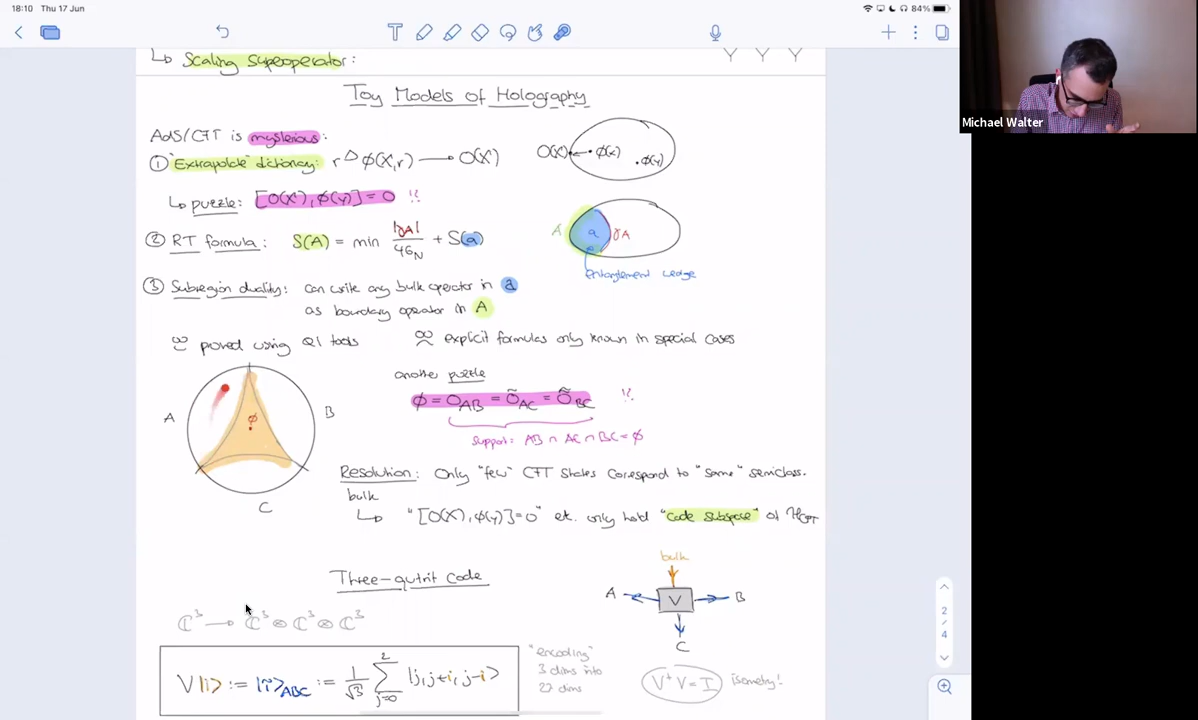 18:10 Thu 17 Jun
84%
↳ Scaling Superoperator:
Toy Models of Holography
AdS/CFT is mysterious:
① "Extrapolate" dictionary: r^Δ φ(X,r) → O(X)
O(X) ← φ(x) · φ(y)
↳ puzzle: [O(X), φ(y)] = 0 !?
② RT formula: S(A) = min |γA| / 4G_N + S(a)
A a γA
entanglement wedge
③ Subregion duality: can write any bulk operator in a
as boundary operator in A
proved using QI tools
explicit formulas only known in special cases
another puzzle
φ = O_AB = Õ_AC = Õ_BC !?
support: AB ∩ AC ∩ BC = ∅
A φ B
C
Resolution: Only "few" CFT states correspond to "same" semiclass.
bulk
↳ "[O(X), φ(y)] = 0" etc. only hold "code subspace" of H_CFT
Three-qutrit Code
bulk
A V B
C
ℂ³ → ℂ³ ⊗ ℂ³ ⊗ ℂ³
V|i⟩ := |ĩ⟩_ABC := 1/√3 Σ_{j=0}^{2} |j, j+i, j-i⟩
"encoding"
3 dims into
27 dims
V†V = I isometry!
2
/
4
Michael Walter